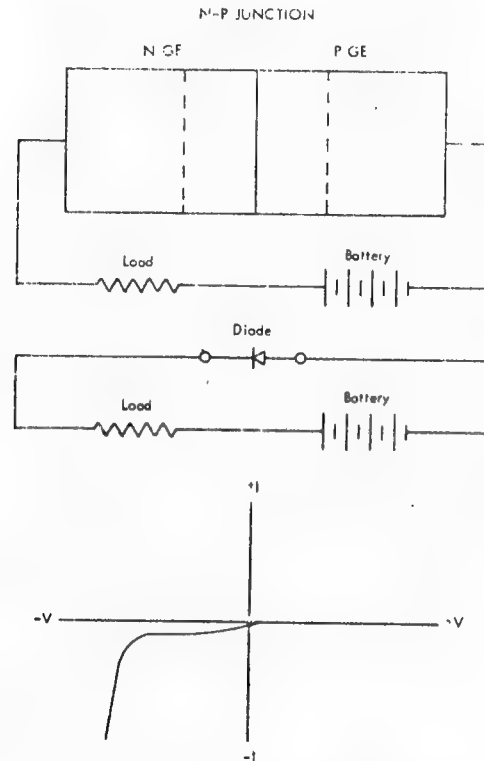 N-P JUNCTION
N GE P GE
Load Battery
Diode
Load Battery
+I
-V +V
-I